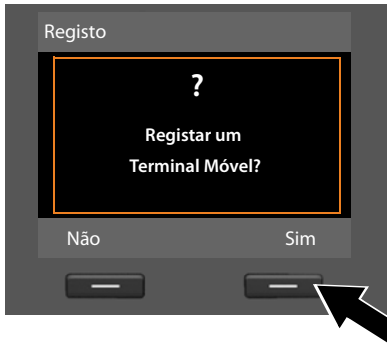 Registo
?
Registar um
Terminal Móvel?
Não Sim